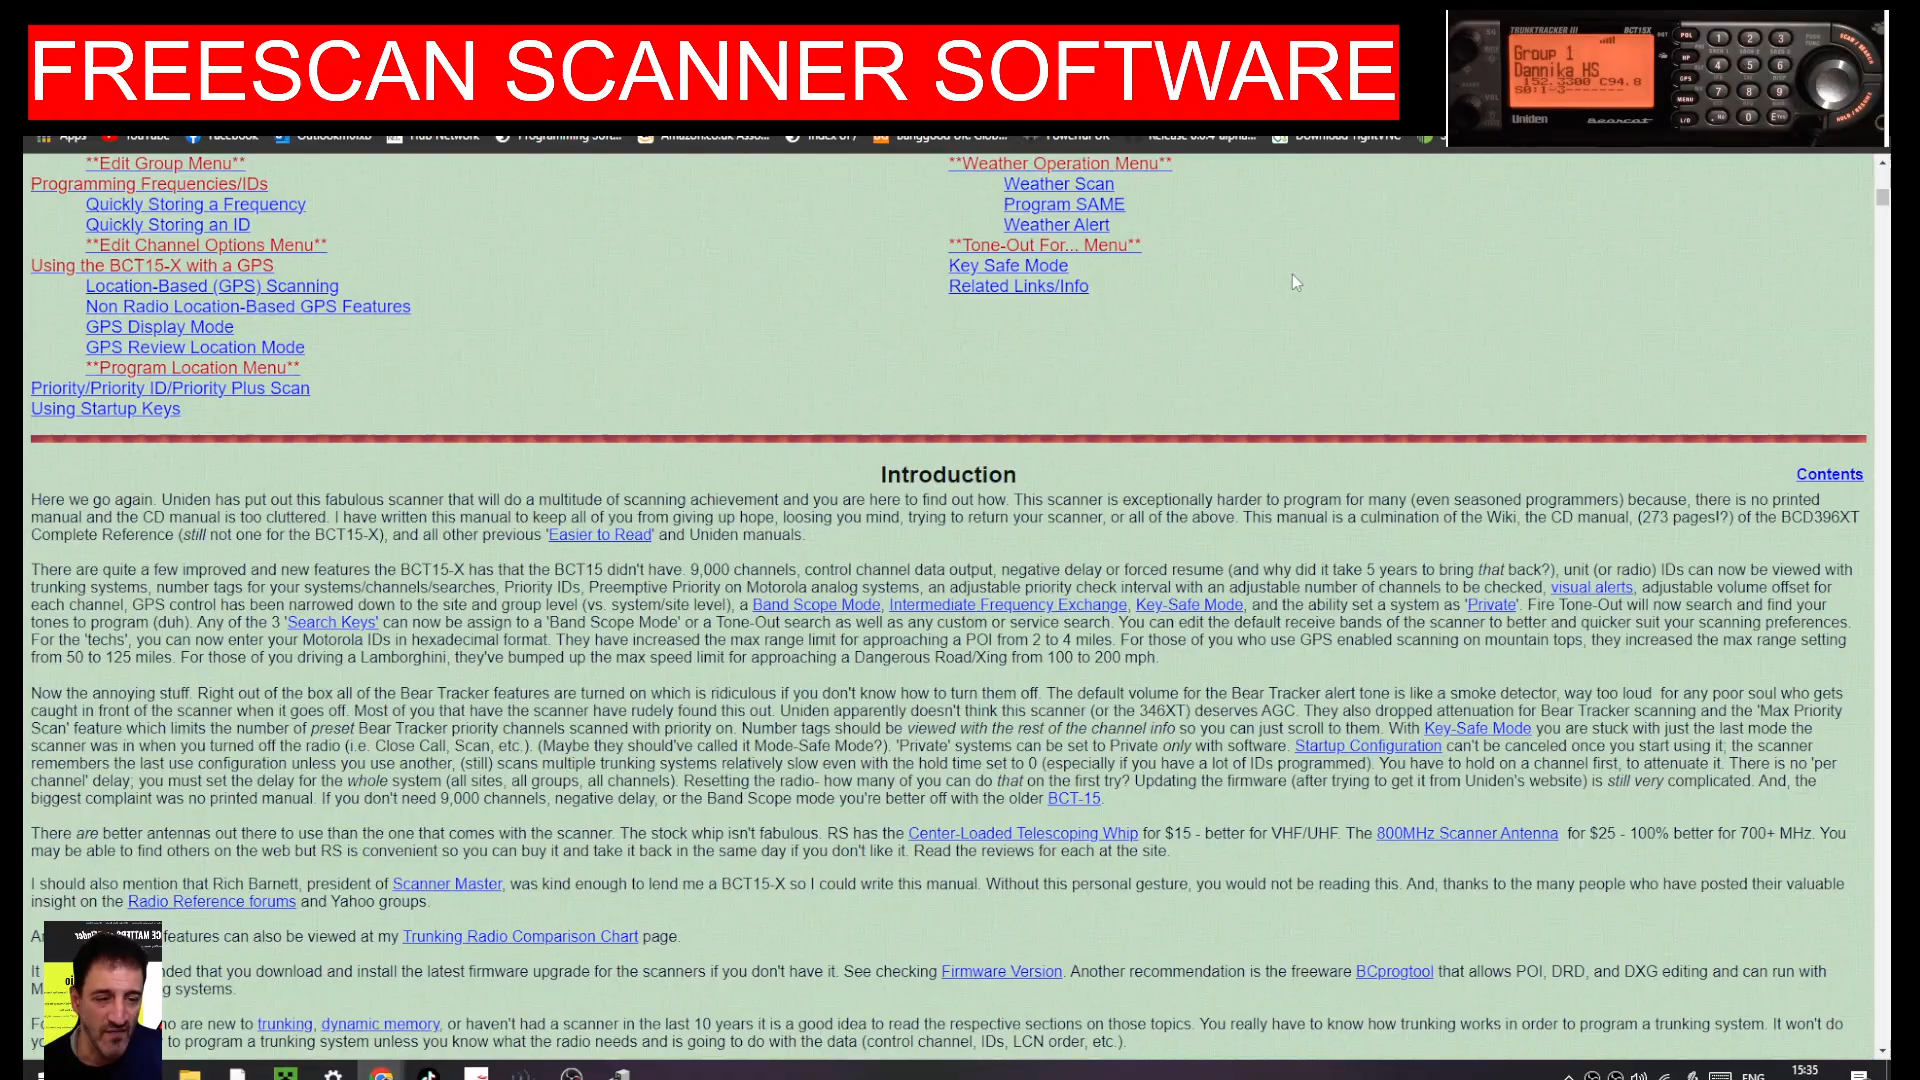 FREESCAN SCANNER SOFTWARE
TRUNKTRACKER III
BCT15X
Group 1
Dannika HS
152.3300 C94.8
S0:1-3--------
Uniden
Bearcat
Apps YouTube Facebook Hub Network Programming Soft... Amazon.co.uk Asso... Index of / Banggood UK: Glob... Powerful UK Release 6.0.4 alpha...
**Edit Group Menu**
Programming Frequencies/IDs
Quickly Storing a Frequency
Quickly Storing an ID
**Edit Channel Options Menu**
Using the BCT15-X with a GPS
Location-Based (GPS) Scanning
Non Radio Location-Based GPS Features
GPS Display Mode
GPS Review Location Mode
**Program Location Menu**
Priority/Priority ID/Priority Plus Scan
Using Startup Keys
**Weather Operation Menu**
Weather Scan
Program SAME
Weather Alert
**Tone-Out For... Menu**
Key Safe Mode
Related Links/Info
Introduction
Contents
Here we go again. Uniden has put out this fabulous scanner that will do a multitude of scanning achievement and you are here to find out how. This scanner is exceptionally harder to program for many (even seasoned programmers) because, there is no printed
manual and the CD manual is too cluttered. I have written this manual to keep all of you from giving up hope, loosing you mind, trying to return your scanner, or all of the above. This manual is a culmination of the Wiki, the CD manual, (273 pages!?) of the BCD396XT
Complete Reference (still not one for the BCT15-X), and all other previous 'Easier to Read' and Uniden manuals.
There are quite a few improved and new features the BCT15-X has that the BCT15 didn't have. 9,000 channels, control channel data output, negative delay or forced resume (and why did it take 5 years to bring that back?), unit (or radio) IDs can now be viewed with
trunking systems, number tags for your systems/channels/searches, Priority IDs, Preemptive Priority on Motorola analog systems, an adjustable priority check interval with an adjustable number of channels to be checked, visual alerts, adjustable volume offset for
each channel, GPS control has been narrowed down to the site and group level (vs. system/site level), a Band Scope Mode, Intermediate Frequency Exchange, Key-Safe Mode, and the ability set a system as 'Private'. Fire Tone-Out will now search and find your
tones to program (duh). Any of the 3 'Search Keys' can now be assign to a 'Band Scope Mode' or a Tone-Out search as well as any custom or service search. You can edit the default receive bands of the scanner to better and quicker suit your scanning preferences.
For the 'techs', you can now enter your Motorola IDs in hexadecimal format. They have increased the max range limit for approaching a POI from 2 to 4 miles. For those of you who use GPS enabled scanning on mountain tops, they increased the max range setting
from 50 to 125 miles. For those of you driving a Lamborghini, they've bumped up the max speed limit for approaching a Dangerous Road/Xing from 100 to 200 mph.
Now the annoying stuff. Right out of the box all of the Bear Tracker features are turned on which is ridiculous if you don't know how to turn them off. The default volume for the Bear Tracker alert tone is like a smoke detector, way too loud for any poor soul who gets
caught in front of the scanner when it goes off. Most of you that have the scanner have rudely found this out. Uniden apparently doesn't think this scanner (or the 346XT) deserves AGC. They also dropped attenuation for Bear Tracker scanning and the 'Max Priority
Scan' feature which limits the number of preset Bear Tracker priority channels scanned with priority on. Number tags should be viewed with the rest of the channel info so you can just scroll to them. With Key-Safe Mode you are stuck with just the last mode the
scanner was in when you turned off the radio (i.e. Close Call, Scan, etc.). (Maybe they should've called it Mode-Safe Mode?). 'Private' systems can be set to Private only with software. Startup Configuration can't be canceled once you start using it; the scanner
remembers the last use configuration unless you use another, (still) scans multiple trunking systems relatively slow even with the hold time set to 0 (especially if you have a lot of IDs programmed). You have to hold on a channel first, to attenuate it. There is no 'per
channel' delay; you must set the delay for the whole system (all sites, all groups, all channels). Resetting the radio- how many of you can do that on the first try? Updating the firmware (after trying to get it from Uniden's website) is still very complicated. And, the
biggest complaint was no printed manual. If you don't need 9,000 channels, negative delay, or the Band Scope mode you're better off with the older BCT-15.
There are better antennas out there to use than the one that comes with the scanner. The stock whip isn't fabulous. RS has the Center-Loaded Telescoping Whip for $15 - better for VHF/UHF. The 800MHz Scanner Antenna for $25 - 100% better for 700+ MHz. You
may be able to find others on the web but RS is convenient so you can buy it and take it back in the same day if you don't like it. Read the reviews for each at the site.
I should also mention that Rich Barnett, president of Scanner Master, was kind enough to lend me a BCT15-X so I could write this manual. Without this personal gesture, you would not be reading this. And, thanks to the many people who have posted their valuable
insight on the Radio Reference forums and Yahoo groups.
features can also be viewed at my Trunking Radio Comparison Chart page.
It nded that you download and install the latest firmware upgrade for the scanners if you don't have it. See checking Firmware Version. Another recommendation is the freeware BCprogtool that allows POI, DRD, and DXG editing and can run with
g systems.
ho are new to trunking, dynamic memory, or haven't had a scanner in the last 10 years it is a good idea to read the respective sections on those topics. You really have to know how trunking works in order to program a trunking system. It won't do
to program a trunking system unless you know what the radio needs and is going to do with the data (control channel, IDs, LCN order, etc.).
ENG
15:35